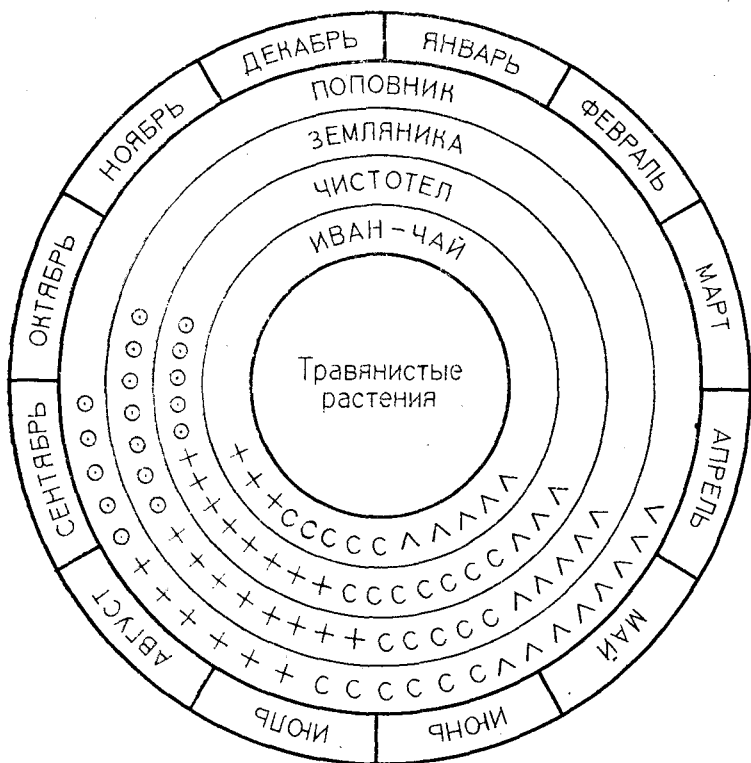 ЯНВАРЬ
ФЕВРАЛЬ
МАРТ
АПРЕЛЬ
МАЙ
ИЮНЬ
ИЮЛЬ
АВГУСТ
СЕНТЯБРЬ
ОКТЯБРЬ
НОЯБРЬ
ДЕКАБРЬ
ПОПОВНИК
ЗЕМЛЯНИКА
ЧИСТОТЕЛ
ИВАН-ЧАЙ
Травянистые
растения